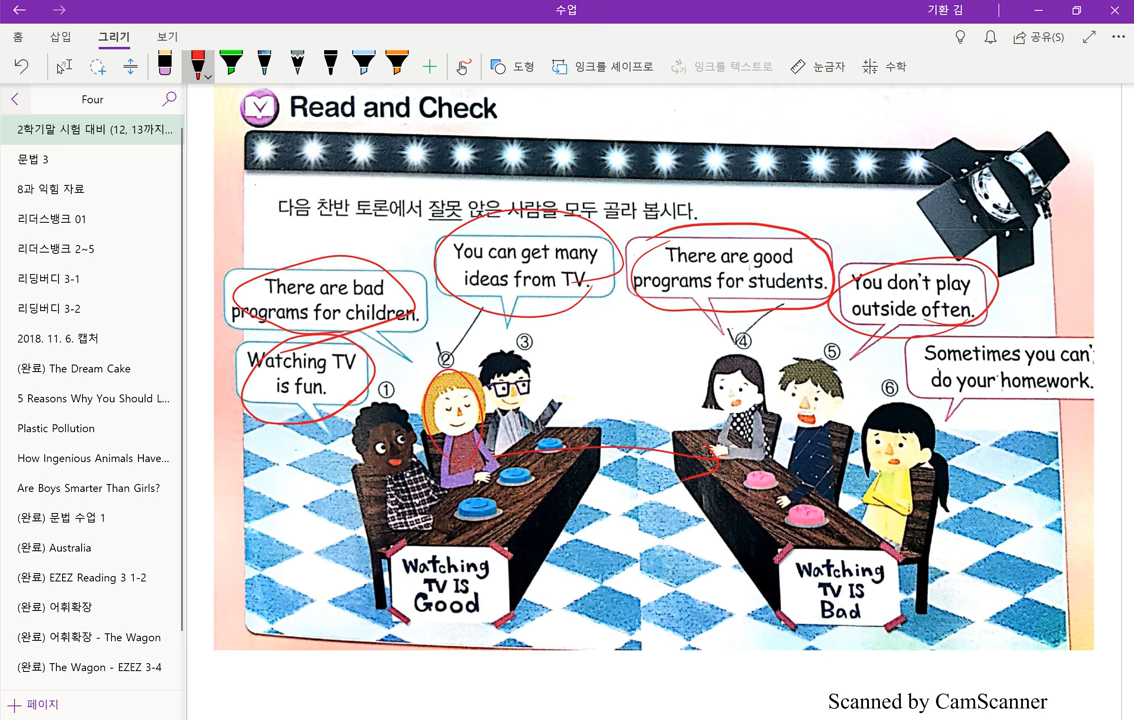 수업
기환 김
홈 삽입 그리기 보기
공유(S)
도형 잉크를 셰이프로 잉크를 텍스트로 눈금자 수학
Four
2학기말 시험 대비 (12, 13까지...
문법 3
8과 익힘 자료
리더스뱅크 01
리더스뱅크 2~5
리딩버디 3-1
리딩버디 3-2
2018. 11. 6. 캡처
(완료) The Dream Cake
5 Reasons Why You Should L...
Plastic Pollution
How Ingenious Animals Have...
Are Boys Smarter Than Girls?
(완료) 문법 수업 1
(완료) Australia
(완료) EZEZ Reading 3 1-2
(완료) 어휘확장
(완료) 어휘확장 - The Wagon
(완료) The Wagon - EZEZ 3-4
페이지
Read and Check
다음 찬반 토론에서 잘못 앉은 사람을 모두 골라 봅시다.
There are bad
programs for children.
Watching TV
is fun.
You can get many
ideas from TV.
There are good
programs for students.
You don't play
outside often.
Sometimes you can'
do your homework.
① ② ③ ④ ⑤ ⑥
Watching
TV IS
Good
Watching
TV IS
Bad
Scanned by CamScanner